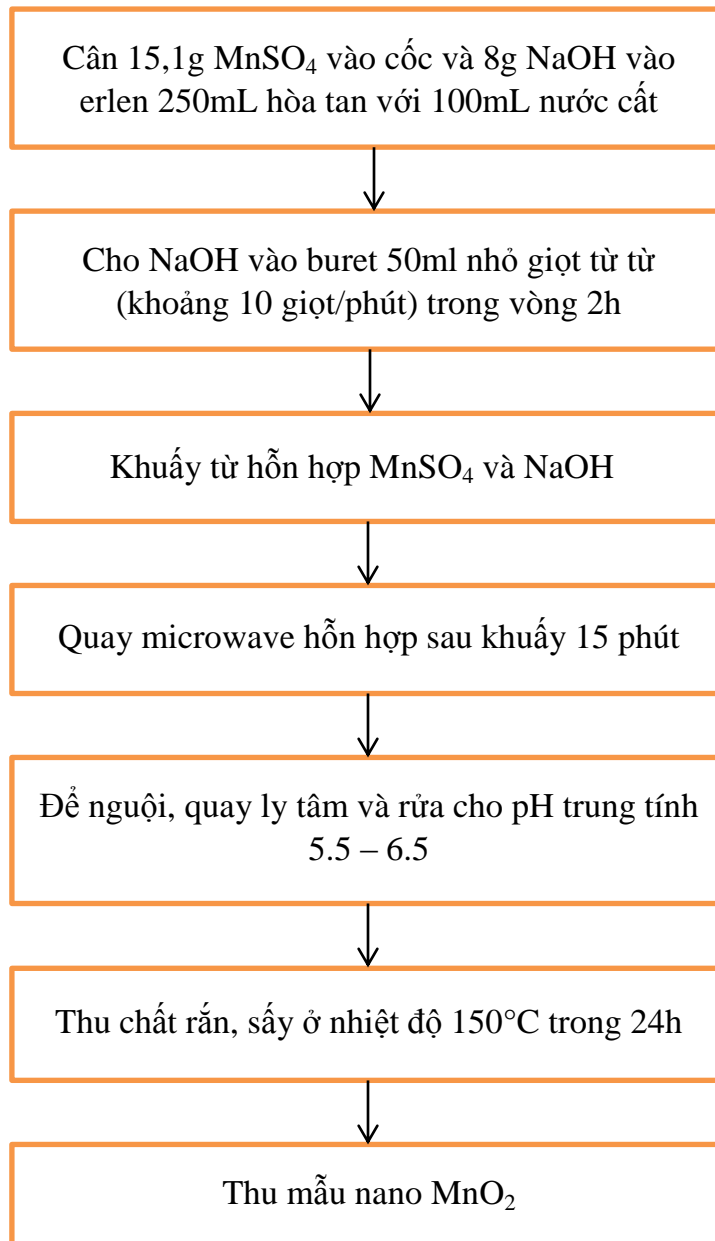 Cân 15,1g MnSO₄ vào cốc và 8g NaOH vào
erlen 250mL hòa tan với 100mL nước cất
Cho NaOH vào buret 50ml nhỏ giọt từ từ
(khoảng 10 giọt/phút) trong vòng 2h
Khuấy từ hỗn hợp MnSO₄ và NaOH
Quay microwave hỗn hợp sau khuấy 15 phút
Để nguội, quay ly tâm và rửa cho pH trung tính
5.5 – 6.5
Thu chất rắn, sấy ở nhiệt độ 150°C trong 24h
Thu mẫu nano MnO₂